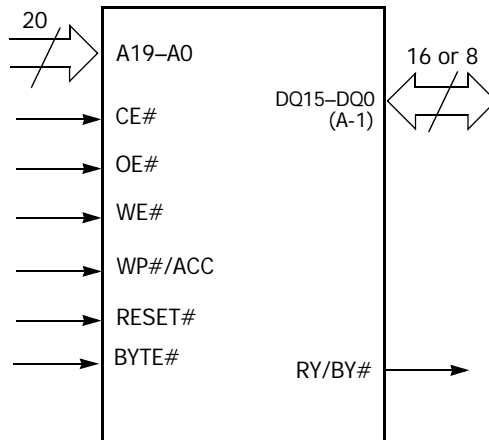 20
A19–A0
16 or 8
DQ15–DQ0
(A-1)
CE#
OE#
WE#
WP#/ACC
RESET#
BYTE#
RY/BY#